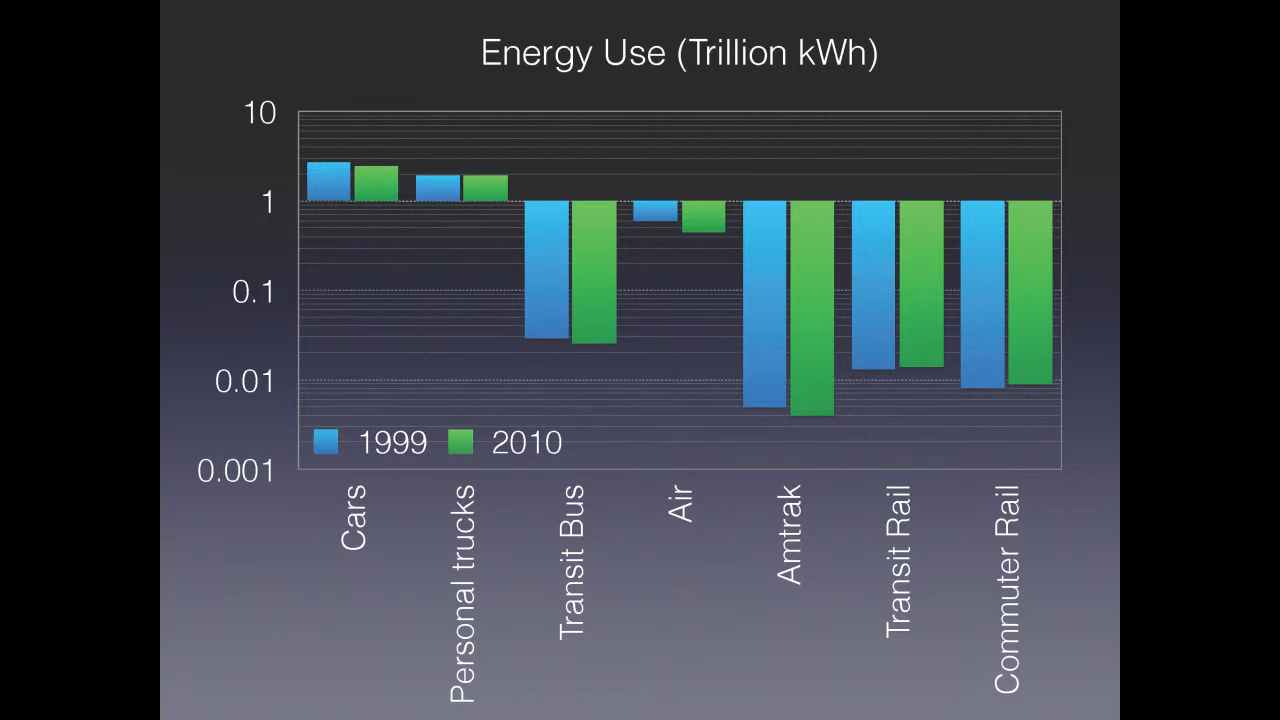 Energy Use (Trillion kWh)
10
1
0.1
0.01
0.001
1999 2010
Cars
Personal trucks
Transit Bus
Air
Amtrak
Transit Rail
Commuter Rail